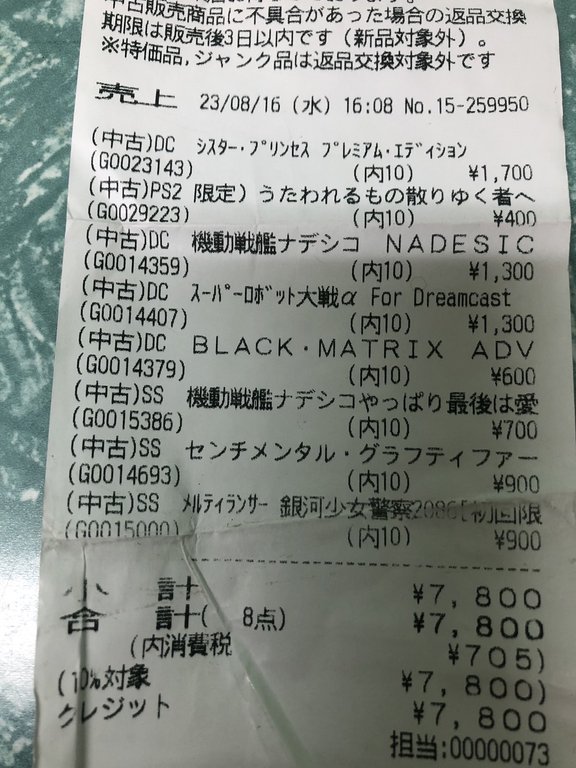 中古販売商品に不具合があった場合の返品交換
期限は販売後3日以内です（新品対象外）。
※特価品,ジャンク品は返品交換対象外です
売上 23/08/16 (水) 16:08 No.15-259950
(中古)DC ｼｽﾀｰ･ﾌﾟﾘﾝｾｽ ﾌﾟﾚﾐｱﾑ･ｴﾃﾞｨｼｮﾝ
(G0023143) (内10) ¥1,700
(中古)PS2 限定) うたわれるもの散りゆく者へ
(G0029223) (内10) ¥400
(中古)DC 機動戦艦ナデシコ ＮＡＤＥＳＩＣ
(G0014359) (内10) ¥1,300
(中古)DC ｽｰﾊﾟｰﾛﾎﾞｯﾄ大戦α For Dreamcast
(G0014407) (内10) ¥1,300
(中古)DC ＢＬＡＣＫ・ＭＡＴＲＩＸ ＡＤＶ
(G0014379) (内10) ¥600
(中古)SS 機動戦艦ナデシコやっぱり最後は愛
(G0015386) (内10) ¥700
(中古)SS センチメンタル・グラフティファー
(G0014693) (内10) ¥900
(中古)SS ﾒﾙﾃｨﾗﾝｻｰ 銀河少女警察2086[初回限
(G0015000) (内10) ¥900
小 計 ¥7,800
合 計( 8点) ¥7,800
(内消費税 ¥705)
(10%対象 ¥7,800)
クレジット ¥7,800
担当:00000073